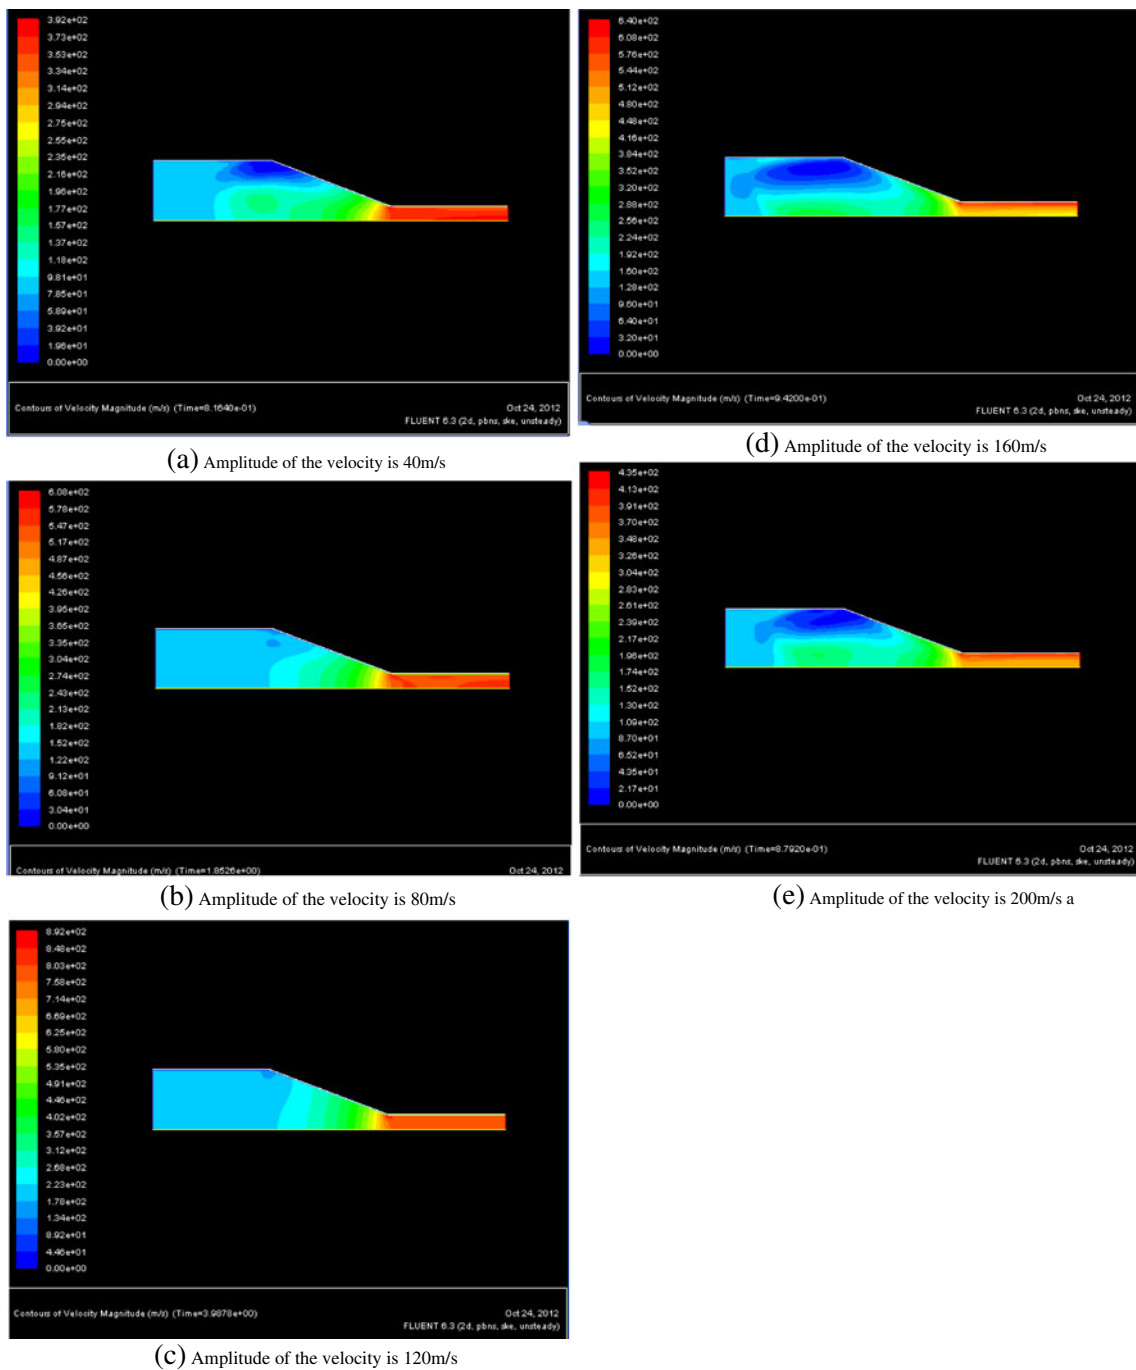 3.92e+02
3.73e+02
3.53e+02
3.34e+02
3.14e+02
2.94e+02
2.75e+02
2.55e+02
2.35e+02
2.16e+02
1.96e+02
1.77e+02
1.57e+02
1.37e+02
1.18e+02
9.81e+01
7.85e+01
5.89e+01
3.92e+01
1.96e+01
0.00e+00
Contours of Velocity Magnitude (m/s) (Time=8.1640e-01)
Oct 24, 2012
FLUENT 6.3 (2d, pbns, ske, unsteady)
(a) Amplitude of the velocity is 40m/s
6.08e+02
5.78e+02
5.47e+02
5.17e+02
4.87e+02
4.56e+02
4.26e+02
3.95e+02
3.65e+02
3.35e+02
3.04e+02
2.74e+02
2.43e+02
2.13e+02
1.82e+02
1.52e+02
1.22e+02
9.12e+01
6.08e+01
3.04e+01
0.00e+00
Contours of Velocity Magnitude (m/s) (Time=1.8526e+00)
Oct 24, 2012
(b) Amplitude of the velocity is 80m/s
8.92e+02
8.48e+02
8.03e+02
7.58e+02
7.14e+02
6.69e+02
6.25e+02
5.80e+02
5.35e+02
4.91e+02
4.46e+02
4.02e+02
3.57e+02
3.12e+02
2.68e+02
2.23e+02
1.78e+02
1.34e+02
8.92e+01
4.46e+01
0.00e+00
Contours of Velocity Magnitude (m/s) (Time=3.9878e+00)
Oct 24, 2012
FLUENT 6.3 (2d, pbns, ske, unsteady)
(c) Amplitude of the velocity is 120m/s
6.40e+02
6.08e+02
5.76e+02
5.44e+02
5.12e+02
4.80e+02
4.48e+02
4.16e+02
3.84e+02
3.52e+02
3.20e+02
2.88e+02
2.56e+02
2.24e+02
1.92e+02
1.60e+02
1.28e+02
9.60e+01
6.40e+01
3.20e+01
0.00e+00
Contours of Velocity Magnitude (m/s) (Time=9.4200e-01)
Oct 24, 2012
FLUENT 6.3 (2d, pbns, ske, unsteady)
(d) Amplitude of the velocity is 160m/s
4.35e+02
4.13e+02
3.91e+02
3.70e+02
3.48e+02
3.26e+02
3.04e+02
2.83e+02
2.61e+02
2.39e+02
2.17e+02
1.96e+02
1.74e+02
1.52e+02
1.30e+02
1.09e+02
8.70e+01
6.52e+01
4.35e+01
2.17e+01
0.00e+00
Contours of Velocity Magnitude (m/s) (Time=8.7920e-01)
Oct 24, 2012
FLUENT 6.3 (2d, pbns, ske, unsteady)
(e) Amplitude of the velocity is 200m/s a